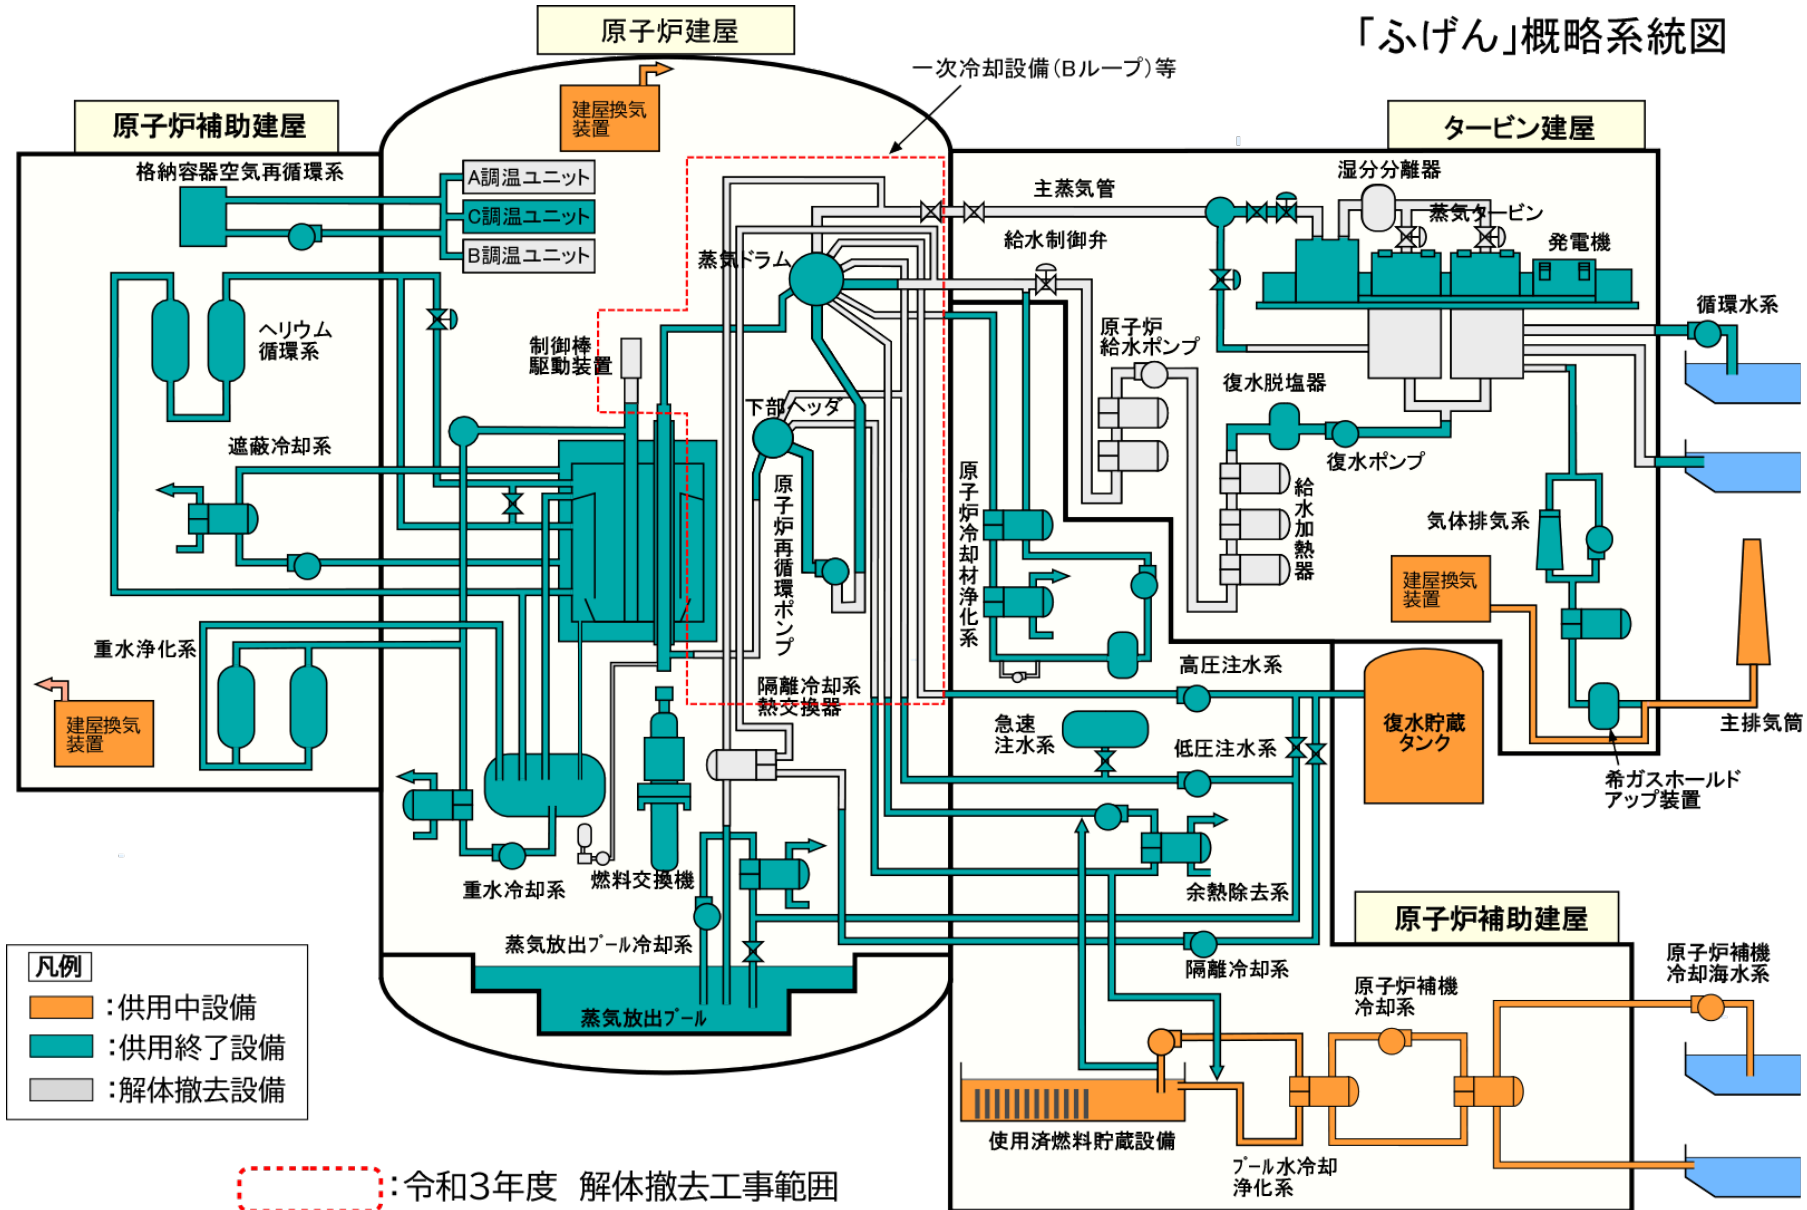 「ふげん」概略系統図
原子炉建屋
一次冷却設備（Bループ）等
建屋換気
装置
原子炉補助建屋
タービン建屋
格納容器空気再循環系
A調温ユニット
C調温ユニット
B調温ユニット
主蒸気管
湿分分離器
蒸気タービン
発電機
給水制御弁
蒸気ドラム
循環水系
ヘリウム
循環系
制御棒
駆動装置
原子炉
給水ポンプ
復水脱塩器
下部ヘッダ
遮蔽冷却系
復水ポンプ
原子炉再循環ポンプ
原子炉冷却材浄化系
給水加熱器
気体排気系
建屋換気
装置
重水浄化系
高圧注水系
隔離冷却系
熱交換器
建屋換気
装置
急速
注水系
低圧注水系
復水貯蔵
タンク
主排気筒
希ガスホールド
アップ装置
重水冷却系
燃料交換機
余熱除去系
原子炉補助建屋
蒸気放出プール冷却系
隔離冷却系
原子炉補機
冷却系
原子炉補機
冷却海水系
蒸気放出プール
使用済燃料貯蔵設備
プール水冷却
浄化系
凡例
：供用中設備
：供用終了設備
：解体撤去設備
：令和3年度 解体撤去工事範囲